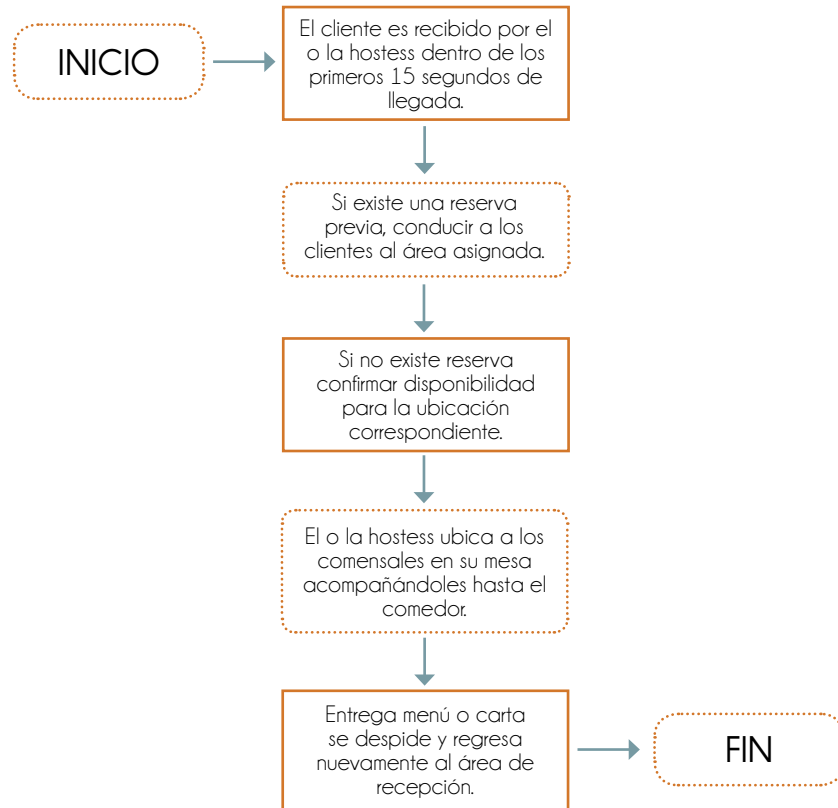 INICIO
El cliente es recibido por el
o la hostess dentro de los
primeros 15 segundos de
llegada.
Si existe una reserva
previa, conducir a los
clientes al área asignada.
Si no existe reserva
confirmar disponibilidad
para la ubicación
correspondiente.
El o la hostess ubica a los
comensales en su mesa
acompañándoles hasta el
comedor.
Entrega menú o carta
se despide y regresa
nuevamente al área de
recepción.
FIN